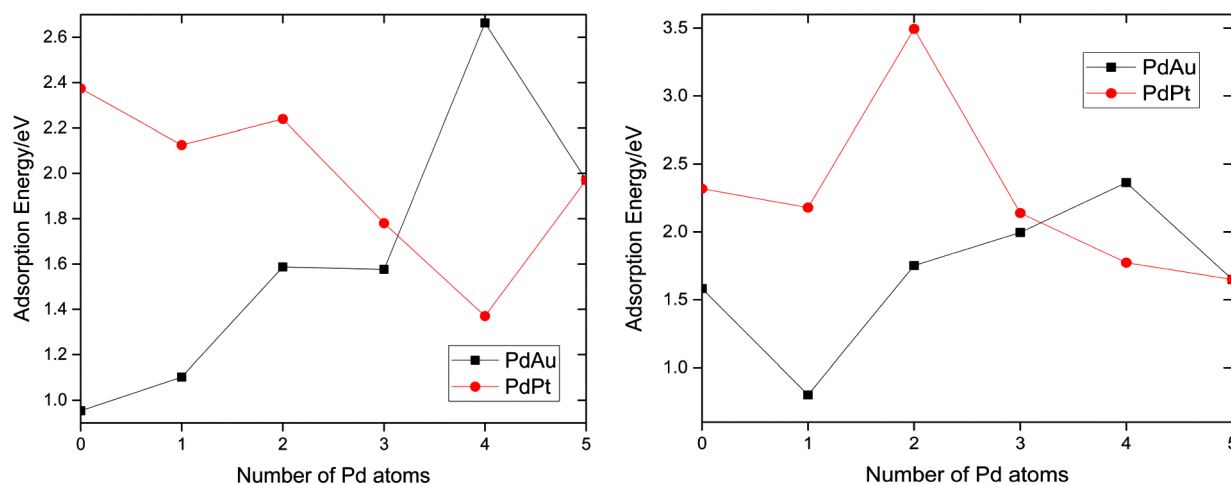 2.6
2.4
2.2
2.0
1.8
1.6
1.4
1.2
1.0
Adsorption Energy/eV
PdAu
PdPt
0 1 2 3 4 5
Number of Pd atoms
3.5
3.0
2.5
2.0
1.5
1.0
Adsorption Energy/eV
PdAu
PdPt
0 1 2 3 4 5
Number of Pd atoms